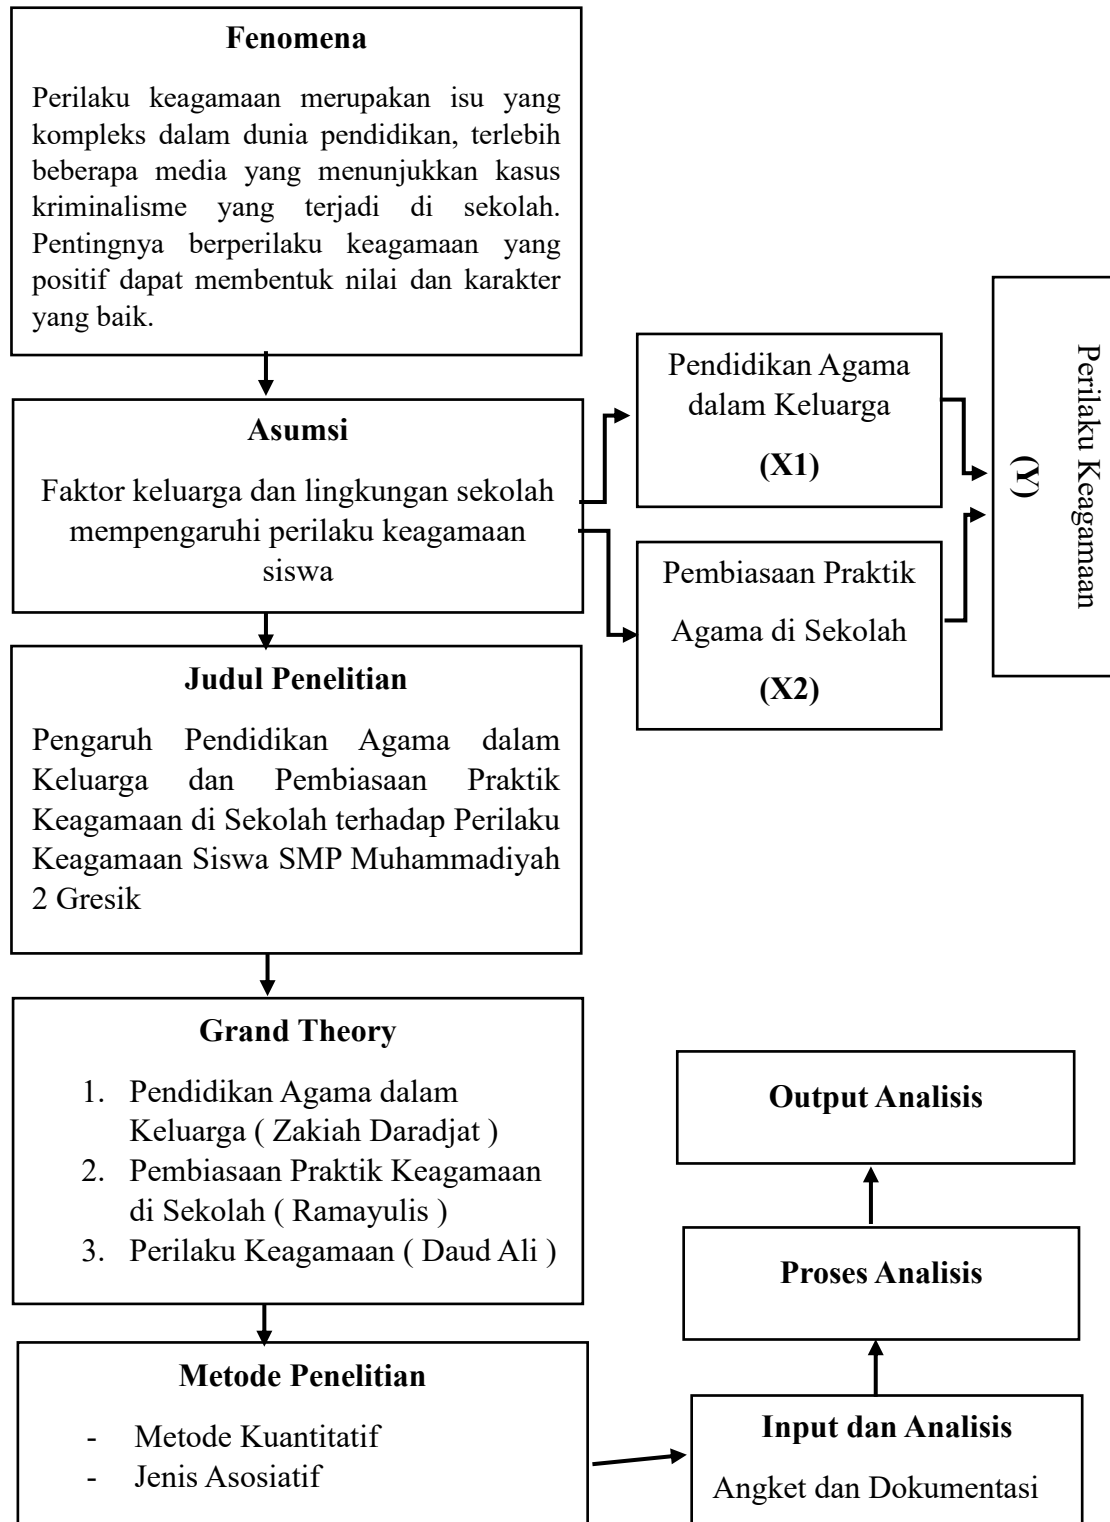 Fenomena
Perilaku keagamaan merupakan isu yang
kompleks dalam dunia pendidikan, terlebih
beberapa media yang menunjukkan kasus
kriminalisme yang terjadi di sekolah.
Pentingnya berperilaku keagamaan yang
positif dapat membentuk nilai dan karakter
yang baik.
Asumsi
Faktor keluarga dan lingkungan sekolah
mempengaruhi perilaku keagamaan
siswa
Pendidikan Agama
dalam Keluarga
(X1)
Pembiasaan Praktik
Agama di Sekolah
(X2)
Perilaku Keagamaan
(Y)
Judul Penelitian
Pengaruh Pendidikan Agama dalam
Keluarga dan Pembiasaan Praktik
Keagamaan di Sekolah terhadap Perilaku
Keagamaan Siswa SMP Muhammadiyah
2 Gresik
Grand Theory
1. Pendidikan Agama dalam
Keluarga ( Zakiah Daradjat )
2. Pembiasaan Praktik Keagamaan
di Sekolah ( Ramayulis )
3. Perilaku Keagamaan ( Daud Ali )
Metode Penelitian
- Metode Kuantitatif
- Jenis Asosiatif
Input dan Analisis
Angket dan Dokumentasi
Proses Analisis
Output Analisis